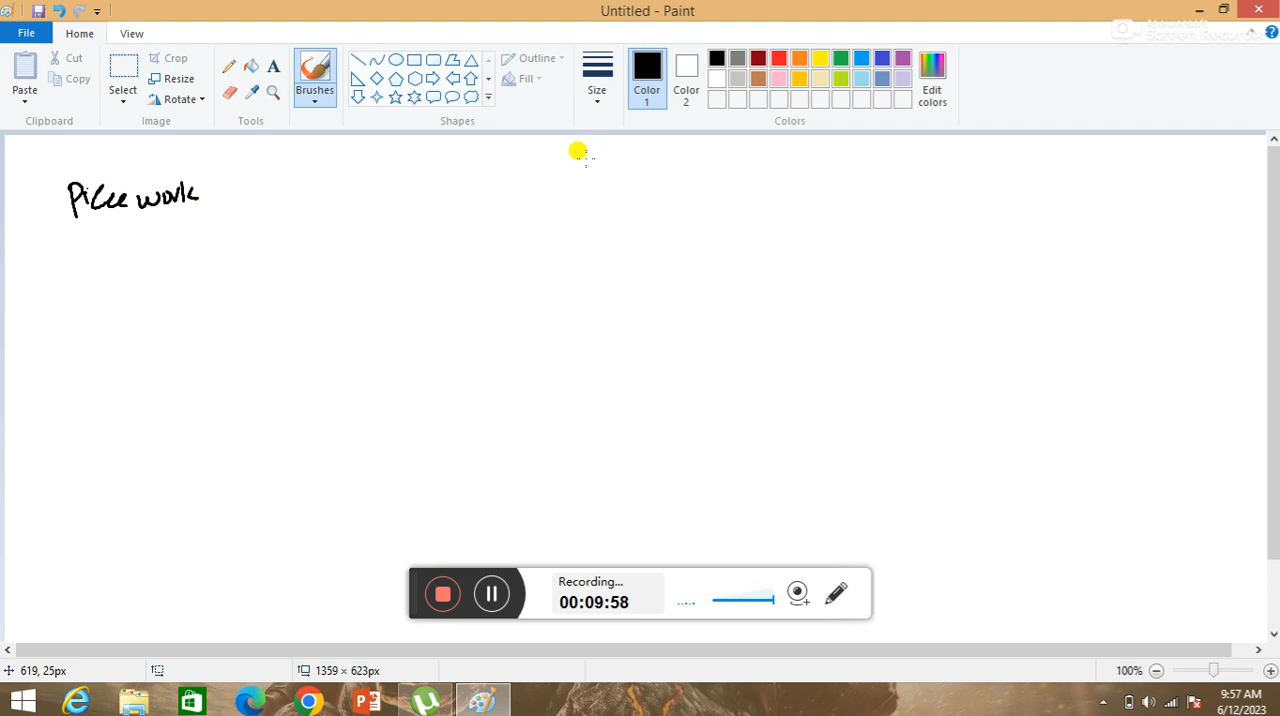 Untitled - Paint
File
Home
View
Paste
Cut
Copy
Clipboard
Select
Crop
Resize
Rotate
Image
Tools
Brushes
Shapes
Outline
Fill
Size
Color 1
Color 2
Edit colors
Colors
Screen Recorder
Piece work
Recording...
00:09:58
619, 25px
1359 × 623px
100%
9:57 AM
6/12/2023